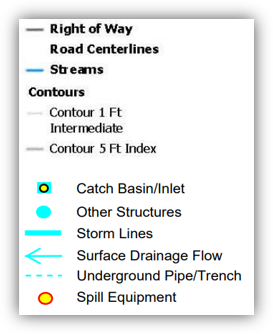 Right of Way
Road Centerlines
Streams
Contours
Contour 1 Ft
Intermediate
Contour 5 Ft Index
Catch Basin/Inlet
Other Structures
Storm Lines
Surface Drainage Flow
Underground Pipe/Trench
Spill Equipment